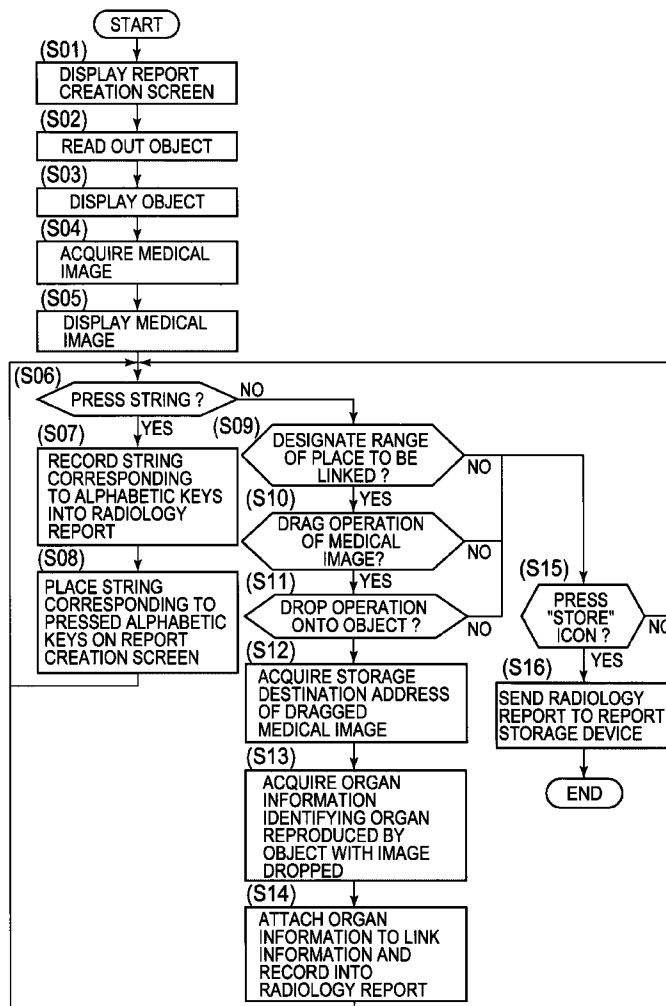 START
(S01)
DISPLAY REPORT
CREATION SCREEN
(S02)
READ OUT OBJECT
(S03)
DISPLAY OBJECT
(S04)
ACQUIRE MEDICAL
IMAGE
(S05)
DISPLAY MEDICAL
IMAGE
(S06)
PRESS STRING ?
NO
YES
(S07)
RECORD STRING
CORRESPONDING
TO ALPHABETIC KEYS
INTO RADIOLOGY
REPORT
(S08)
PLACE STRING
CORRESPONDING TO
PRESSED ALPHABETIC
KEYS ON REPORT
CREATION SCREEN
(S09)
DESIGNATE RANGE
OF PLACE TO BE
LINKED ?
NO
YES
(S10)
DRAG OPERATION
OF MEDICAL
IMAGE?
NO
YES
(S11)
DROP OPERATION
ONTO OBJECT ?
NO
(S12)
ACQUIRE STORAGE
DESTINATION ADDRESS
OF DRAGGED
MEDICAL IMAGE
(S13)
ACQUIRE ORGAN
INFORMATION
IDENTIFYING ORGAN
REPRODUCED BY
OBJECT WITH IMAGE
DROPPED
(S14)
ATTACH ORGAN
INFORMATION TO LINK
INFORMATION AND
RECORD INTO
RADIOLOGY REPORT
(S15)
PRESS
"STORE"
ICON ?
NO
YES
(S16)
SEND RADIOLOGY
REPORT TO REPORT
STORAGE DEVICE
END